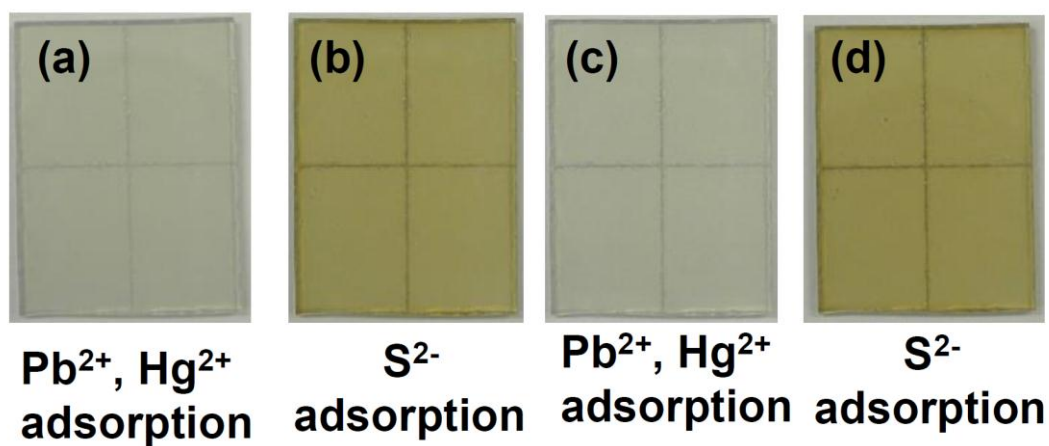 (a) (b) (c) (d)
Pb²⁺, Hg²⁺
adsorption
S²⁻
adsorption
Pb²⁺, Hg²⁺
adsorption
S²⁻
adsorption